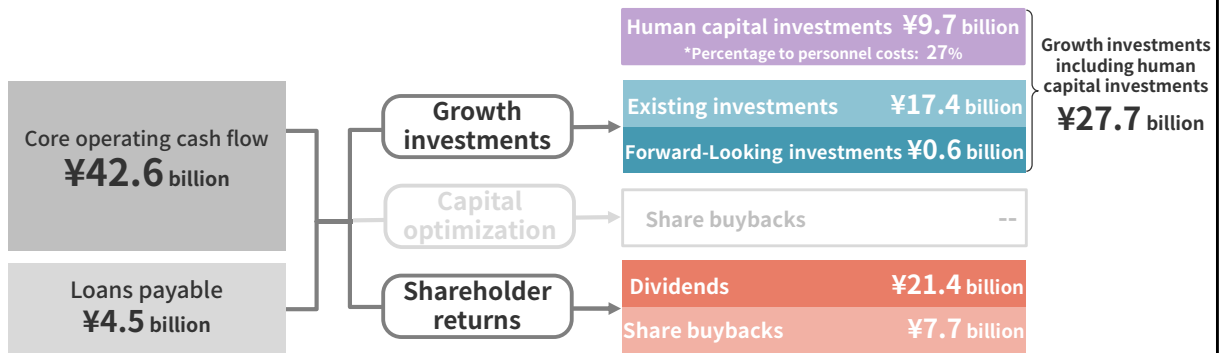 Human capital investments ¥9.7 billion
*Percentage to personnel costs: 27%
Growth investments
including human
capital investments
¥27.7 billion
Core operating cash flow
¥42.6 billion
Growth
investments
Existing investments ¥17.4 billion
Forward-Looking investments ¥0.6 billion
Capital
optimization
Share buybacks --
Loans payable
¥4.5 billion
Shareholder
returns
Dividends ¥21.4 billion
Share buybacks ¥7.7 billion